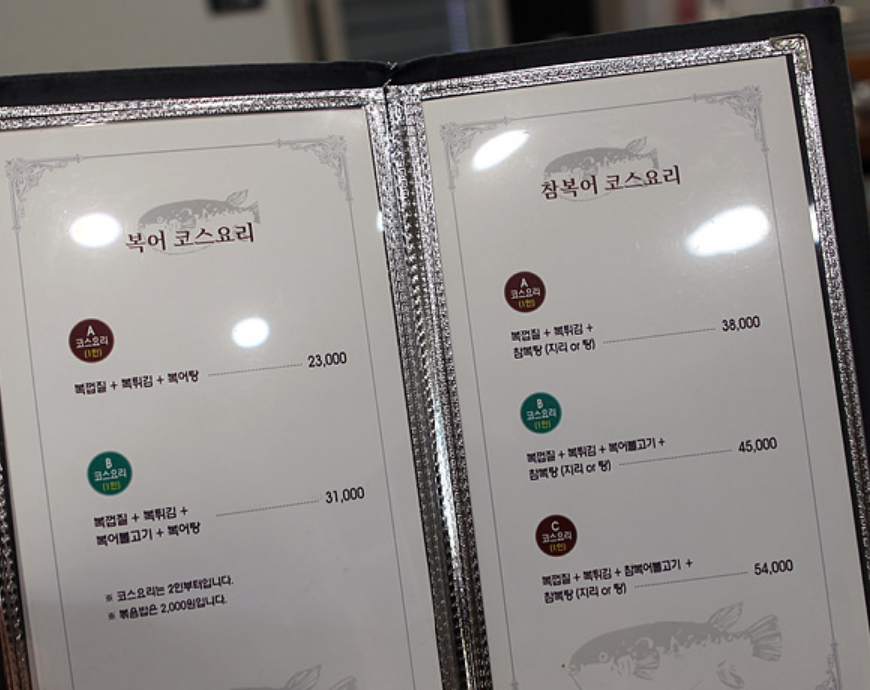 복어 코스요리
A
코스요리
(1인)
복껍질 + 복튀김 + 복어탕 23,000
B
코스요리
(1인)
복껍질 + 복튀김 +
복어불고기 + 복어탕 31,000
※ 코스요리는 2인부터입니다.
※ 볶음밥은 2,000원입니다.
참복어 코스요리
A
코스요리
(1인)
복껍질 + 복튀김 +
참복탕 (지리 or 탕) 38,000
B
코스요리
(1인)
복껍질 + 복튀김 + 복어불고기 +
참복탕 (지리 or 탕) 45,000
C
코스요리
(1인)
복껍질 + 복튀김 + 참복어불고기 +
참복탕 (지리 or 탕) 54,000